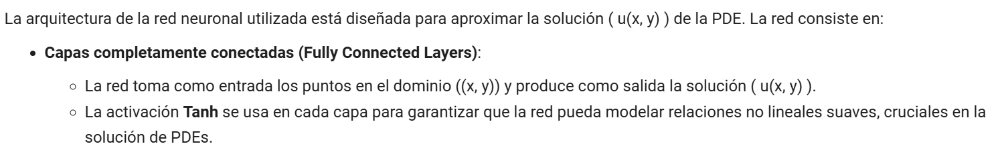 La arquitectura de la red neuronal utilizada está diseñada para aproximar la solución ( u(x, y) ) de la PDE. La red consiste en:
• Capas completamente conectadas (Fully Connected Layers):
○ La red toma como entrada los puntos en el dominio ((x, y)) y produce como salida la solución ( u(x, y) ).
○ La activación Tanh se usa en cada capa para garantizar que la red pueda modelar relaciones no lineales suaves, cruciales en la
solución de PDEs.